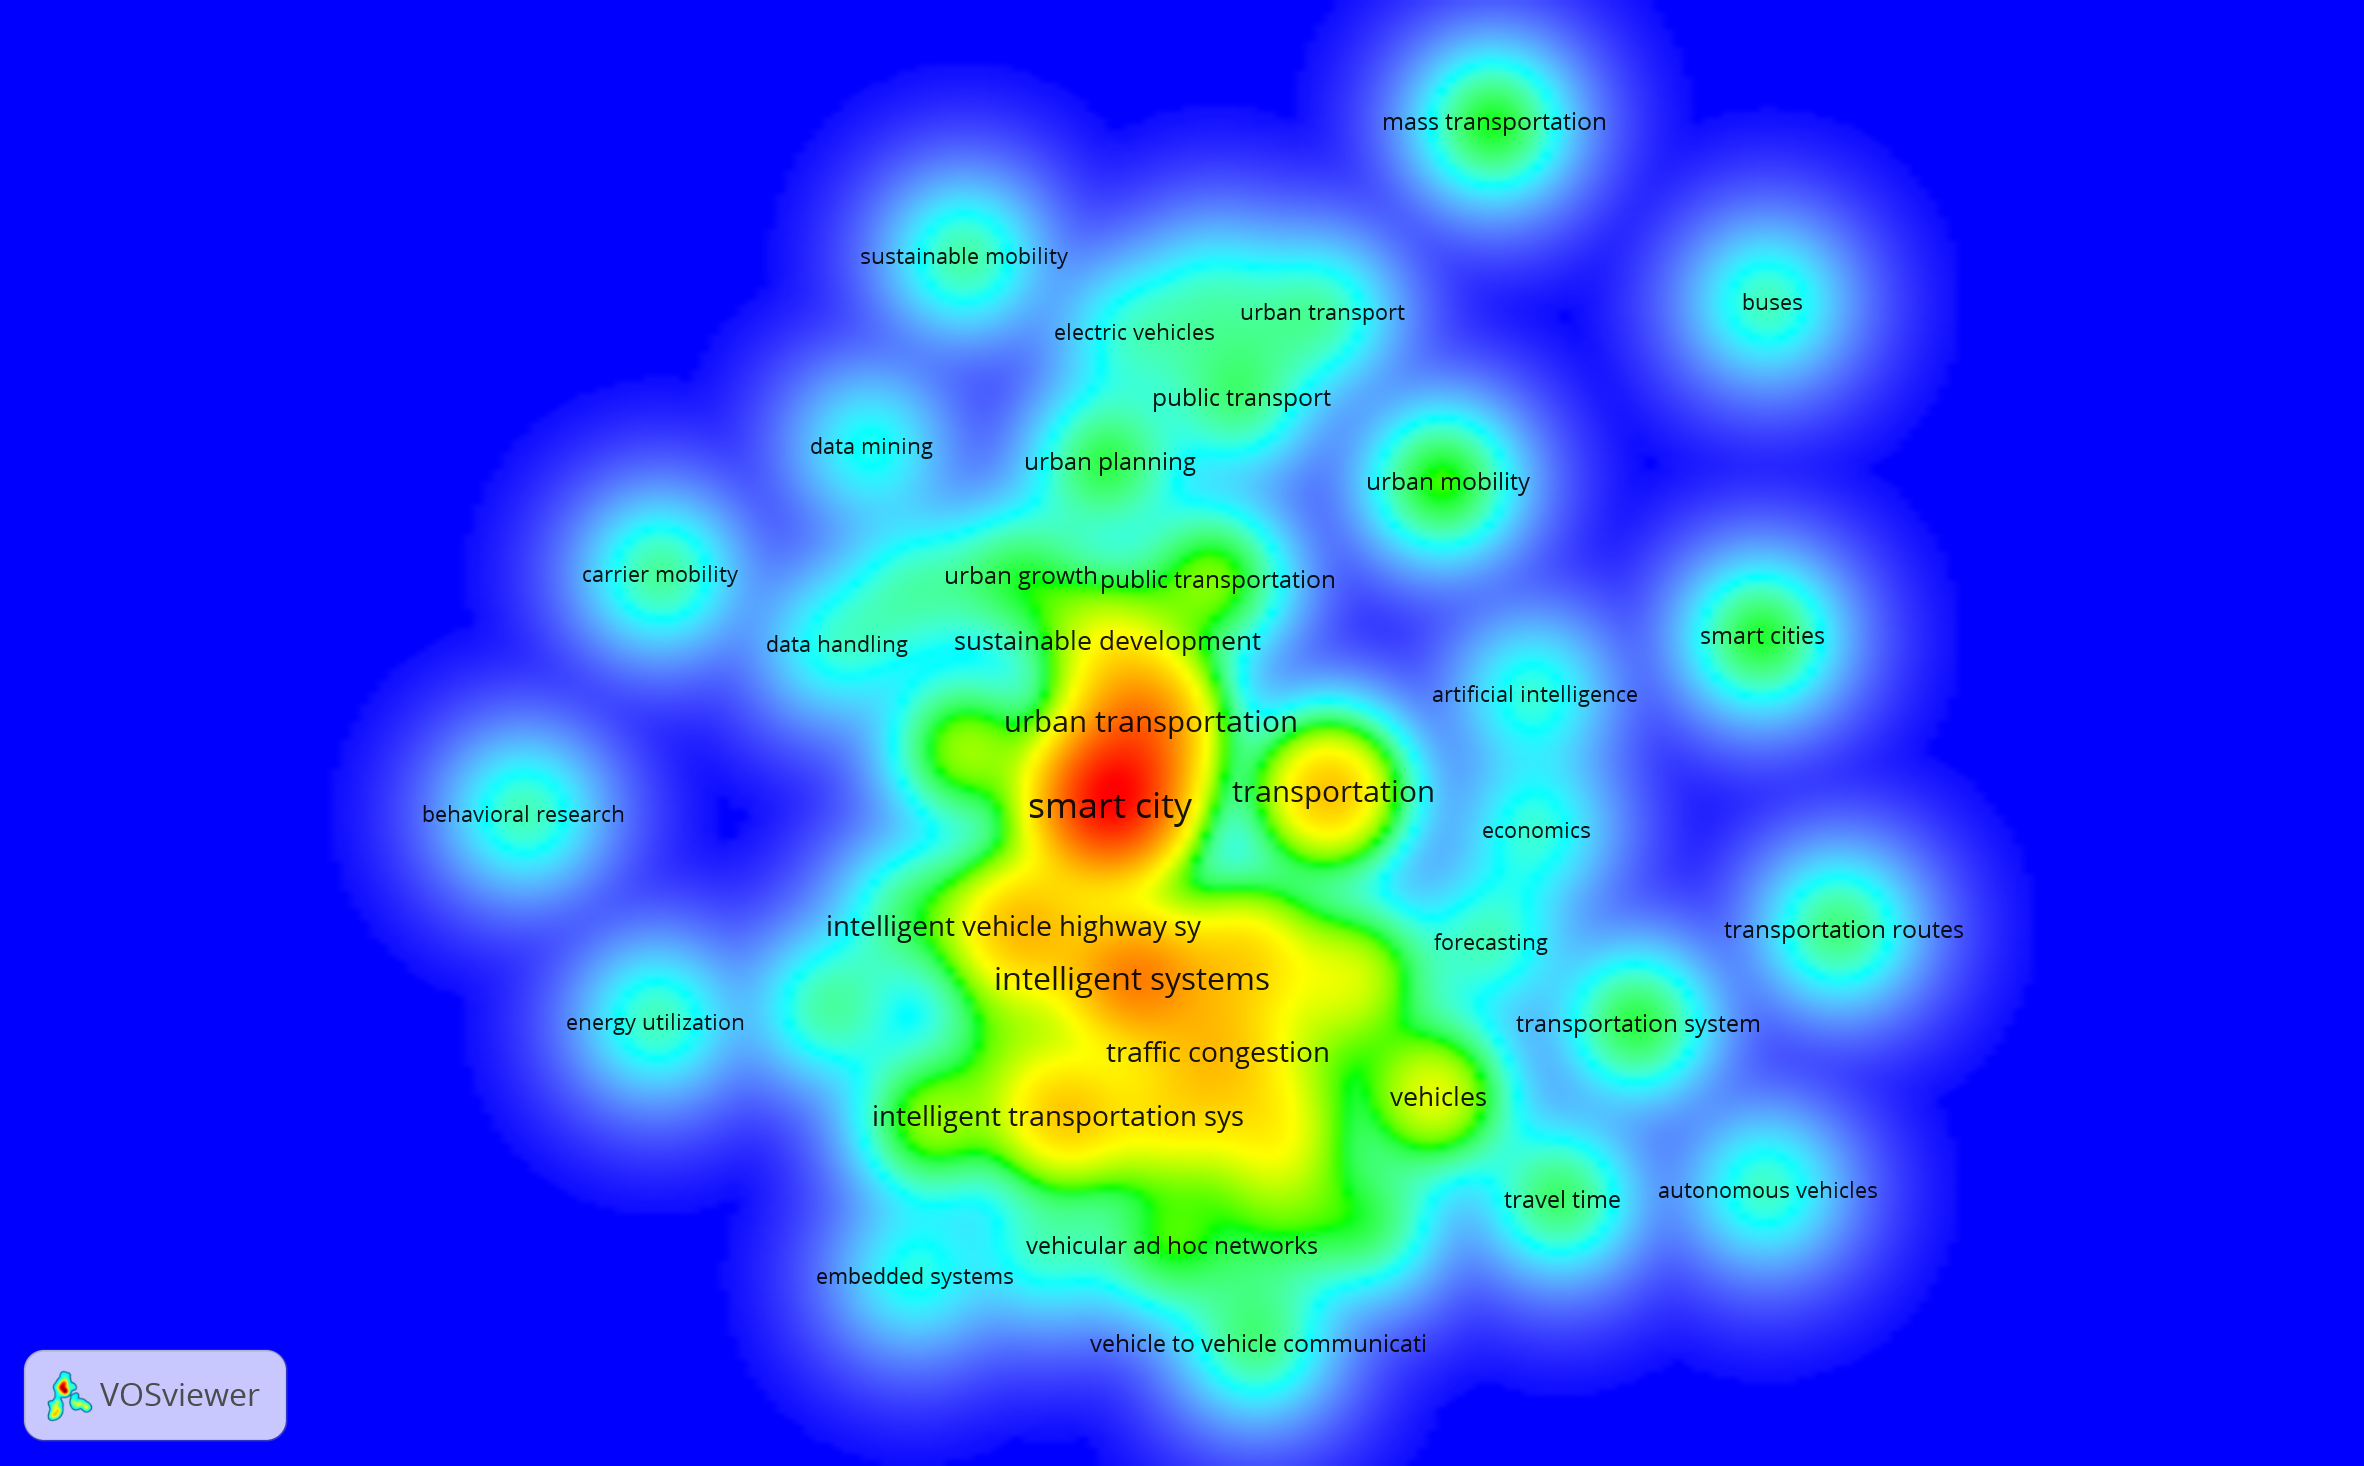 mass transportation
sustainable mobility
buses
urban transport
electric vehicles
public transport
data mining
urban planning
urban mobility
carrier mobility
urban growth
public transportation
smart cities
data handling
sustainable development
artificial intelligence
urban transportation
transportation
smart city
behavioral research
economics
intelligent vehicle highway sy
transportation routes
forecasting
intelligent systems
energy utilization
transportation system
traffic congestion
vehicles
intelligent transportation sys
autonomous vehicles
travel time
vehicular ad hoc networks
embedded systems
vehicle to vehicle communicati
VOSviewer